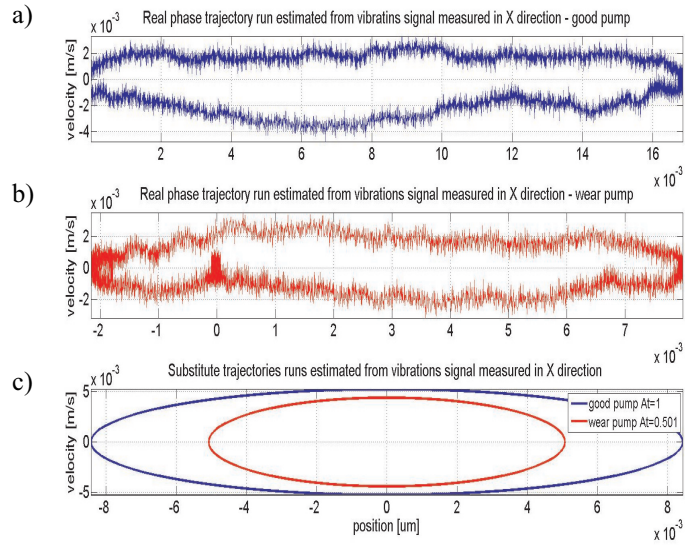 a)
Real phase trajectory run estimated from vibratins signal measured in X direction - good pump
x 10⁻³
velocity [m/s]
2
0
-2
-4
2 4 6 8 10 12 14 16
x 10⁻³
b)
Real phase trajectory run estimated from vibrations signal measured in X direction - wear pump
x 10⁻³
velocity [m/s]
2
0
-2
-2 -1 0 1 2 3 4 5 6 7
x 10⁻³
c)
Substitute trajectories runs estimated from vibrations signal measured in X direction
x 10⁻³
velocity [m/s]
5
0
-5
good pump At=1
wear pump At=0.501
-8 -6 -4 -2 0 2 4 6 8
position [um]
x 10⁻³